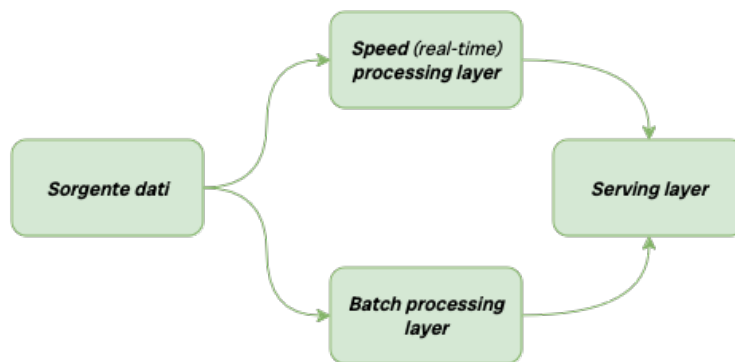 Speed (real-time)
processing layer
Sorgente dati
Serving layer
Batch processing
layer